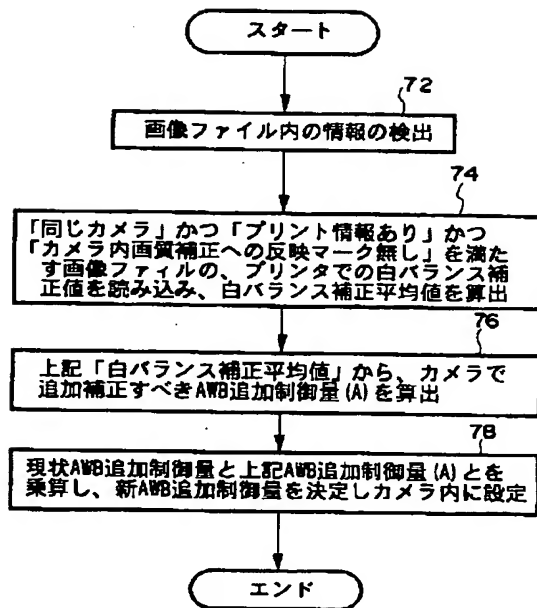 スタート
72
画像ファイル内の情報の検出
74
「同じカメラ」かつ「プリント情報あり」かつ
「カメラ内画質補正への反映マーク無し」を満た
す画像ファィルの、プリンタでの白バランス補
正値を読み込み、白バランス補正平均値を算出
76
上記「白バランス補正平均値」から、カメラで
追加補正すべきAWB追加制御量(A)を算出
78
現状AWB追加制御量と上記AWB追加制御量(A)とを
乗算し、新AWB追加制御量を決定しカメラ内に設定
エンド